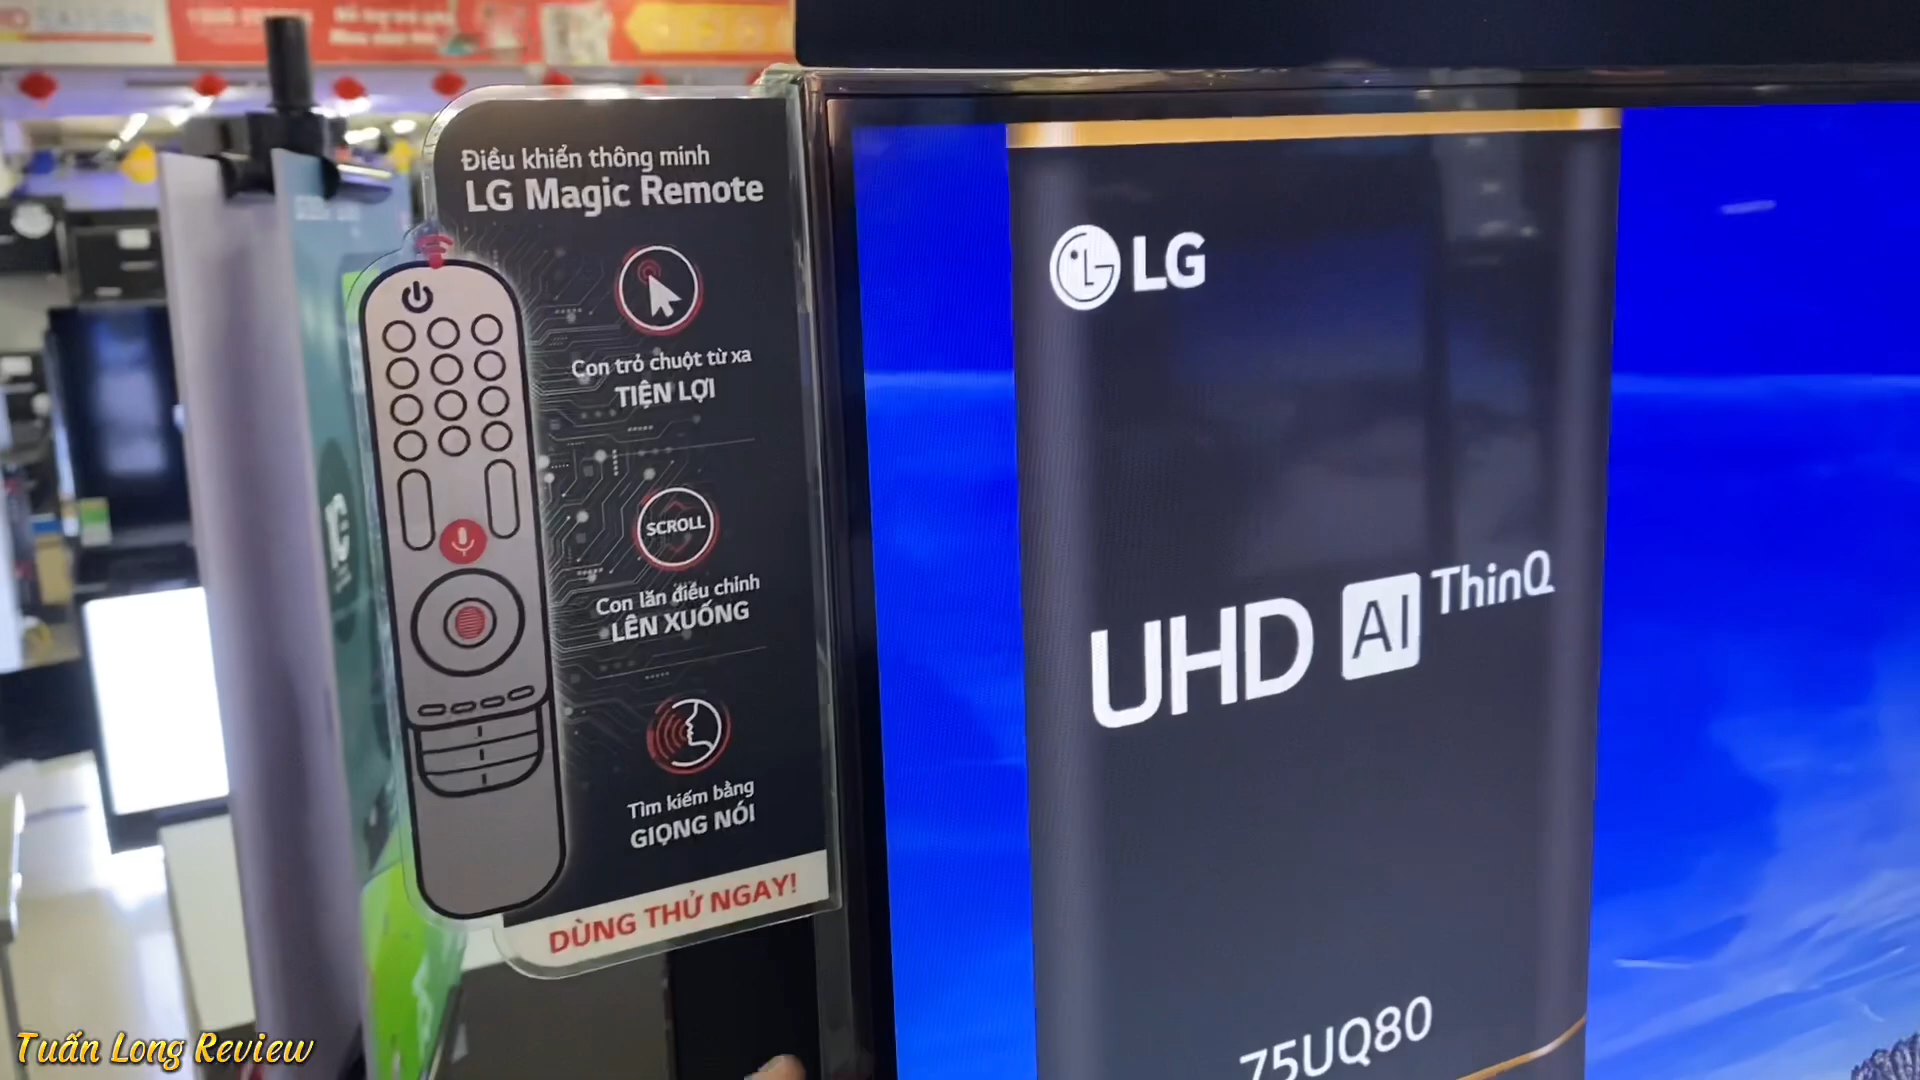 Điều khiển thông minh
LG Magic Remote
Con trỏ chuột từ xa
TIỆN LỢI
SCROLL
Con lăn điều chỉnh
LÊN XUỐNG
Tìm kiếm bằng
GIỌNG NÓI
DÙNG THỬ NGAY!
LG
UHD AI ThinQ
75UQ80
Tuấn Long Review